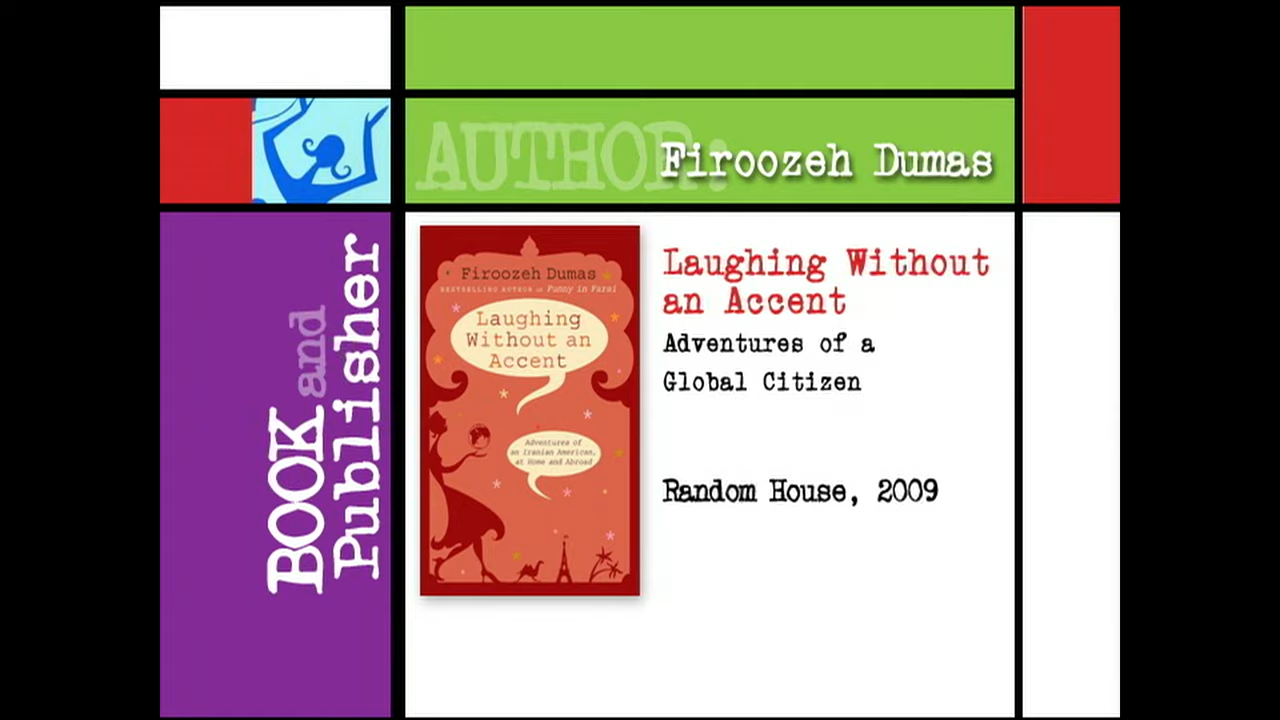 AUTHOR:
Firoozeh Dumas
BOOK and
Publisher
Firoozeh Dumas
BESTSELLING AUTHOR OF Funny in Farsi
Laughing
Without an
Accent
Adventures of
an Iranian American,
at Home and Abroad
Laughing Without
an Accent
Adventures of a
Global Citizen
Random House, 2009